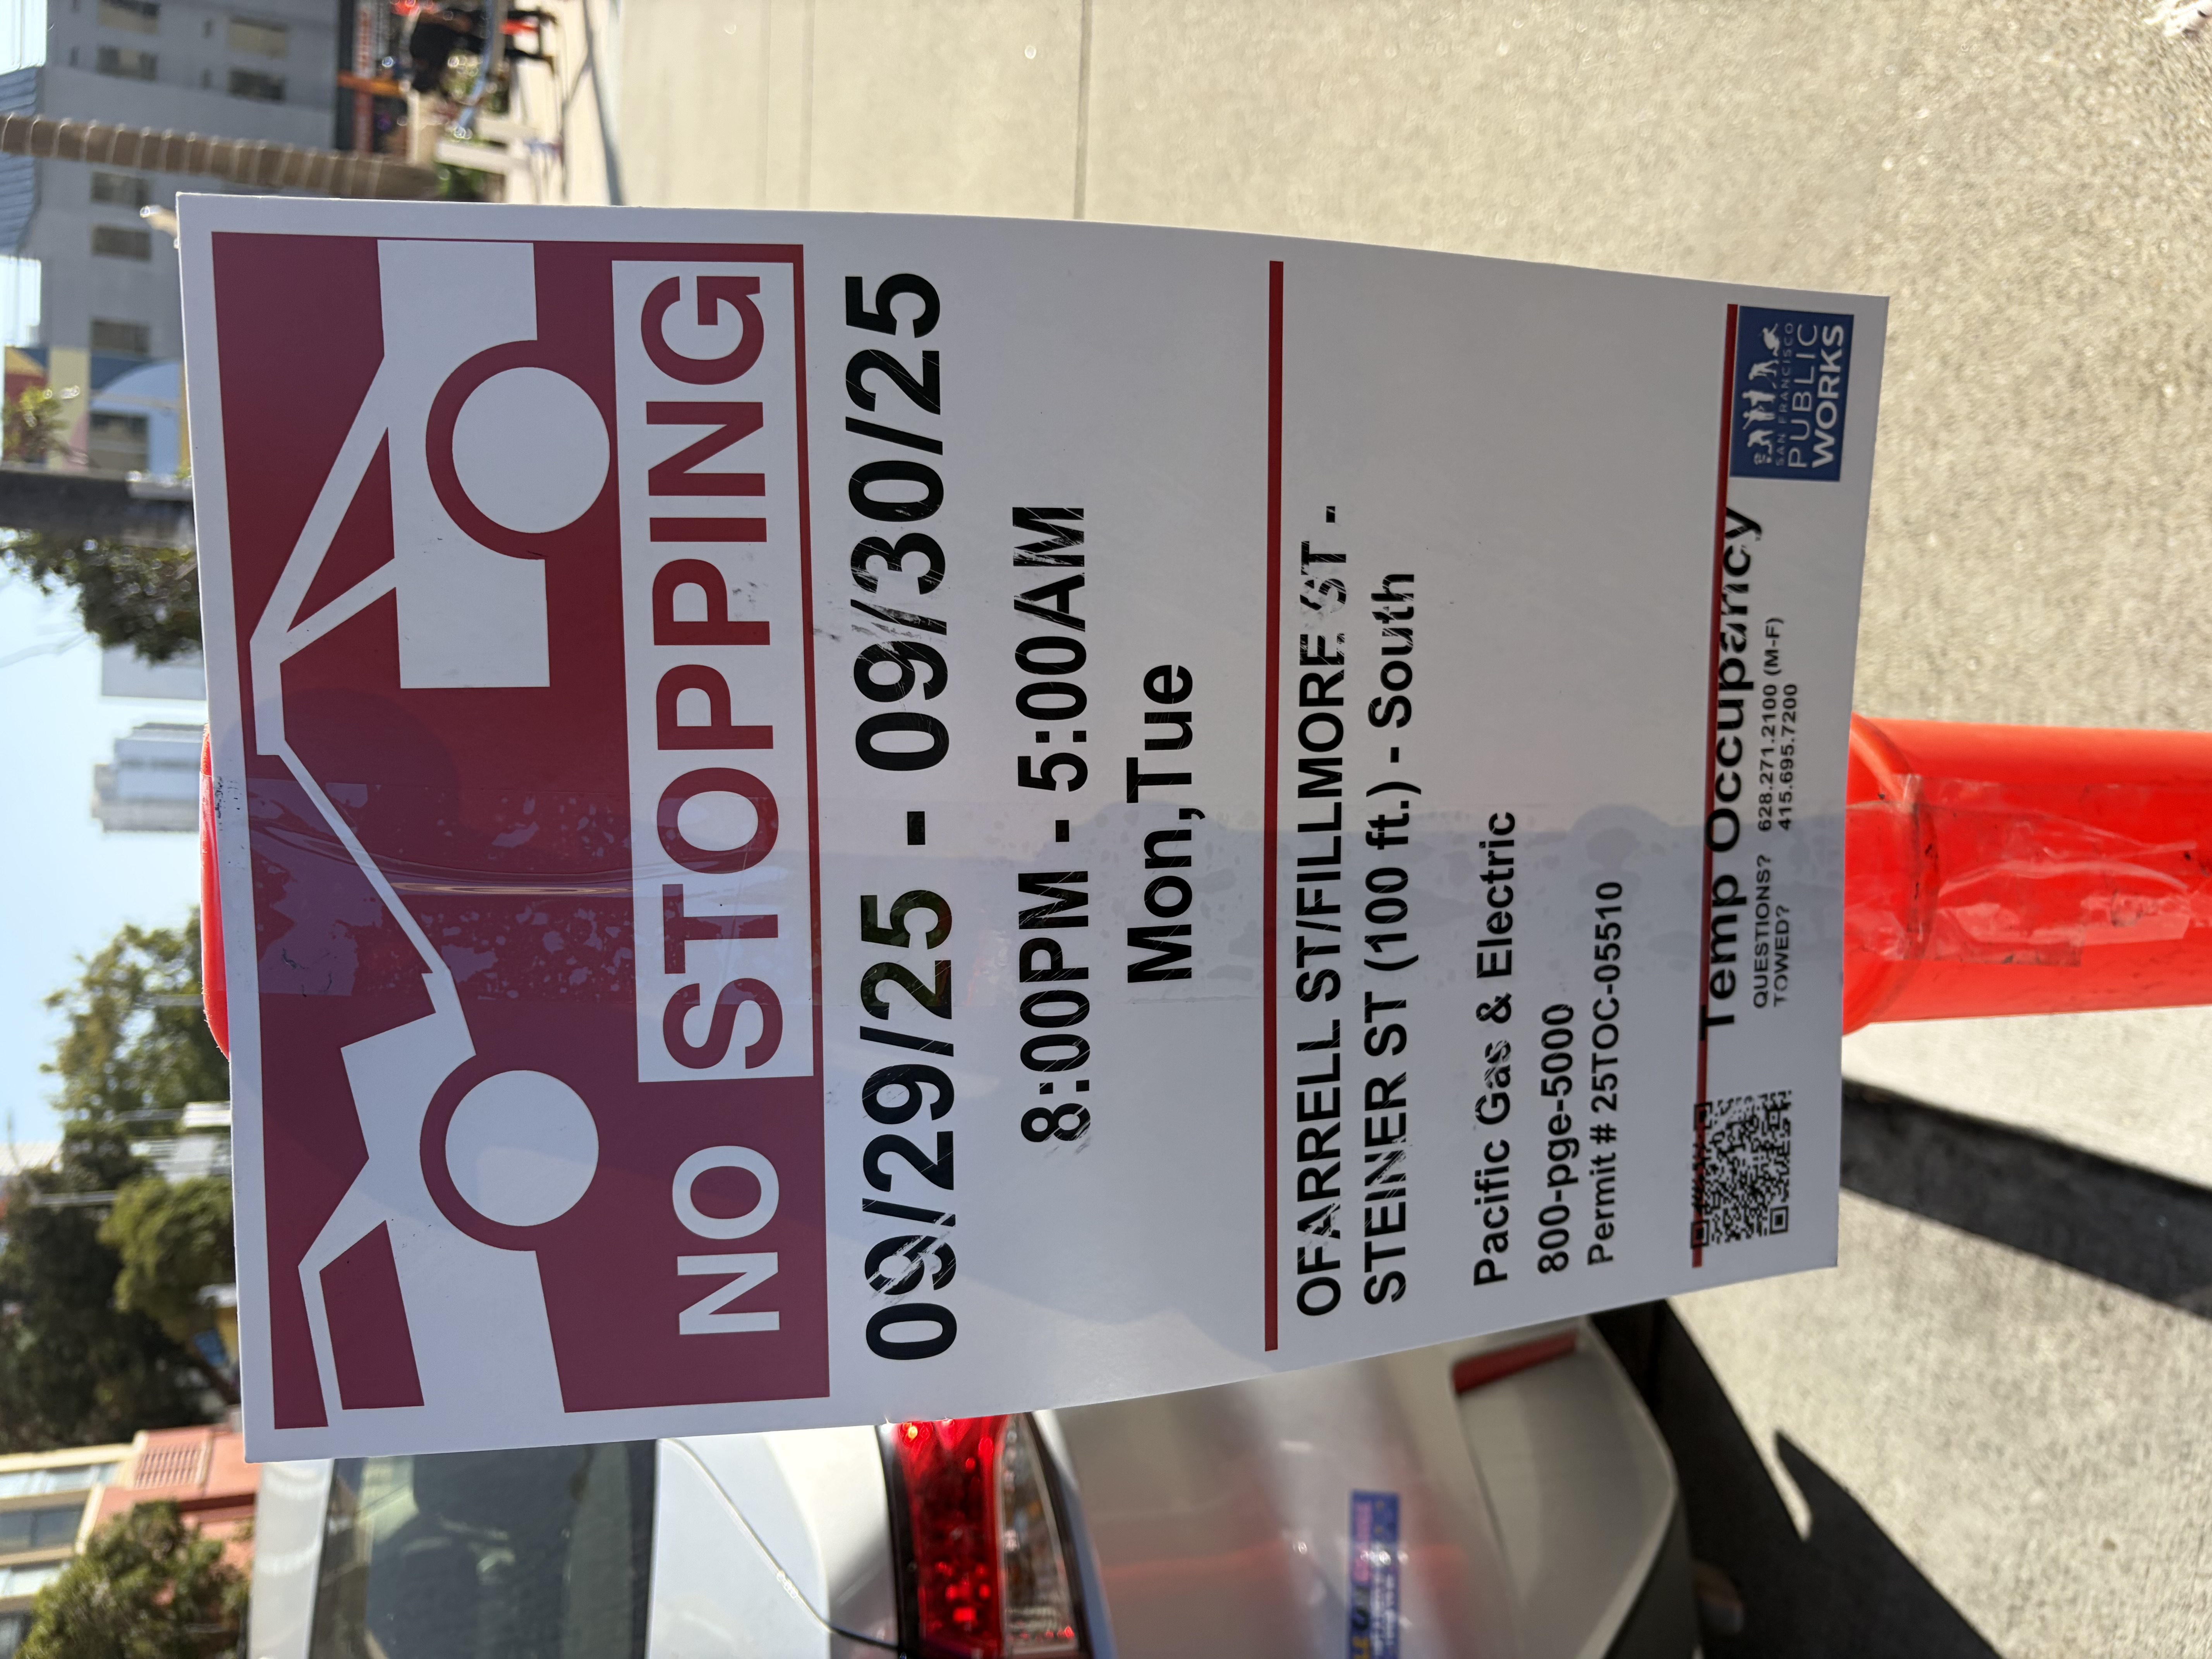 NO STOPPING
09/29/25 - 09/30/25
8:00PM - 5:00AM
Mon,Tue
OFARRELL ST/FILLMORE ST -
STEINER ST (100 ft.) - South
Pacific Gas & Electric
800-pge-5000
Permit # 25TOC-05510
Temp Occupancy
QUESTIONS? 628.271.2100 (M-F)
TOWED? 415.695.7200
SAN FRANCISCO
PUBLIC
WORKS